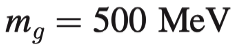 m_g = 500 MeV